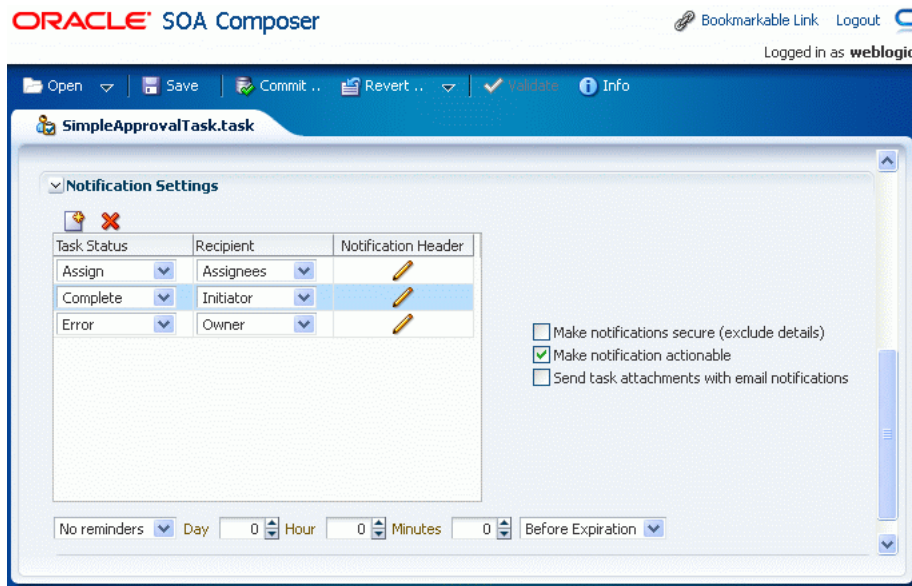 ORACLE SOA Composer
Bookmarkable Link Logout
Logged in as weblogic
Open Save Commit .. Revert .. Validate Info
SimpleApprovalTask.task
Notification Settings
Task Status Recipient Notification Header
Assign Assignees
Complete Initiator
Error Owner
Make notifications secure (exclude details)
Make notification actionable
Send task attachments with email notifications
No reminders Day 0 Hour 0 Minutes 0 Before Expiration